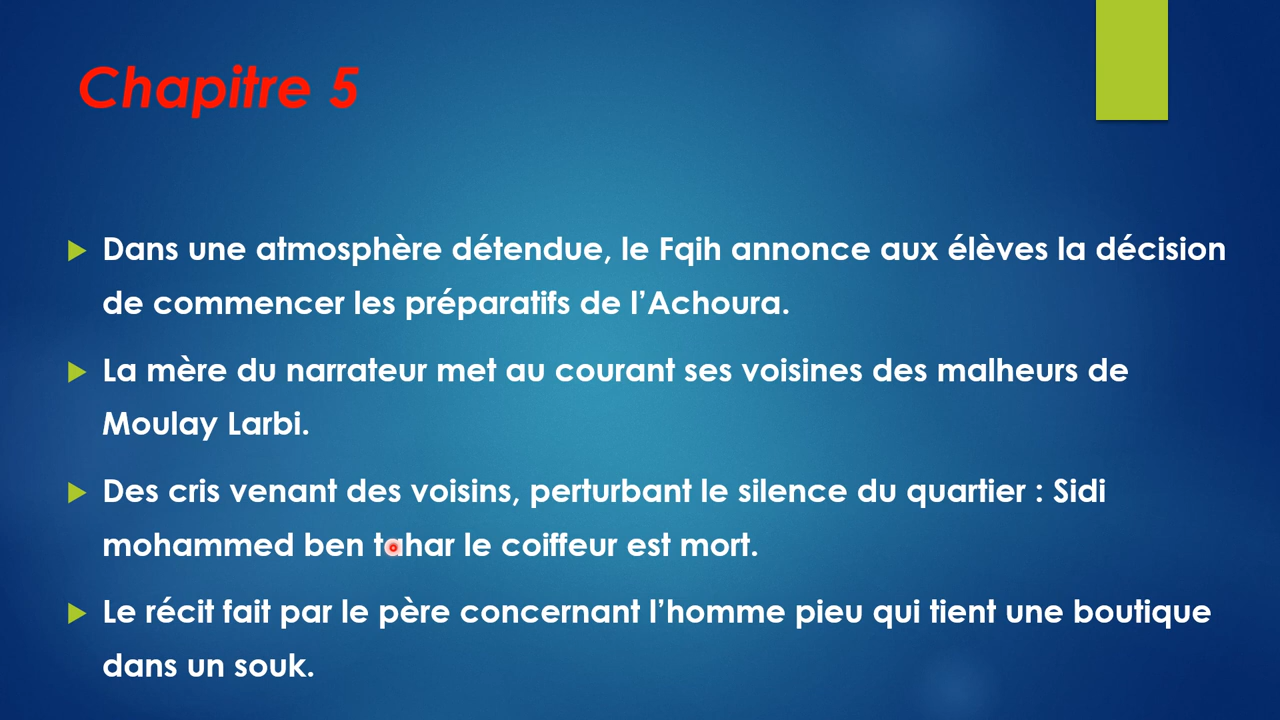 Chapitre 5
Dans une atmosphère détendue, le Fqih annonce aux élèves la décision
de commencer les préparatifs de l’Achoura.
La mère du narrateur met au courant ses voisines des malheurs de
Moulay Larbi.
Des cris venant des voisins, perturbant le silence du quartier : Sidi
mohammed ben tahar le coiffeur est mort.
Le récit fait par le père concernant l’homme pieu qui tient une boutique
dans un souk.